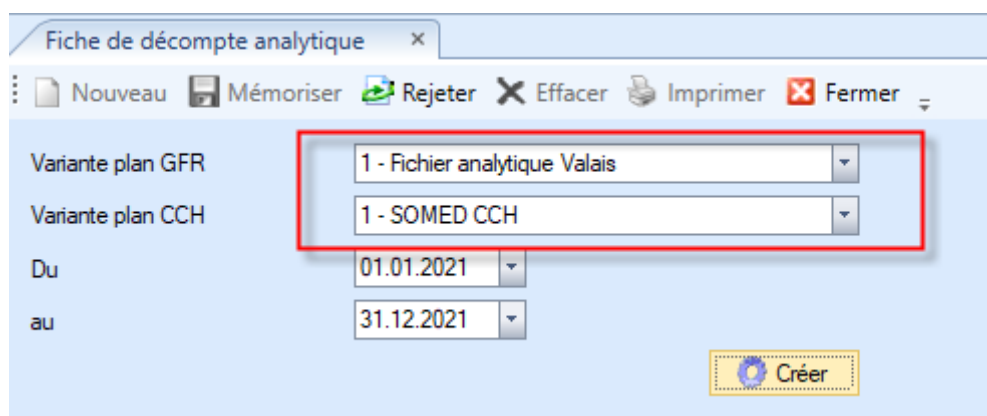 Fiche de décompte analytique
Nouveau Mémoriser Rejeter Effacer Imprimer Fermer
Variante plan GFR 1 - Fichier analytique Valais
Variante plan CCH 1 - SOMED CCH
Du 01.01.2021
au 31.12.2021
Créer